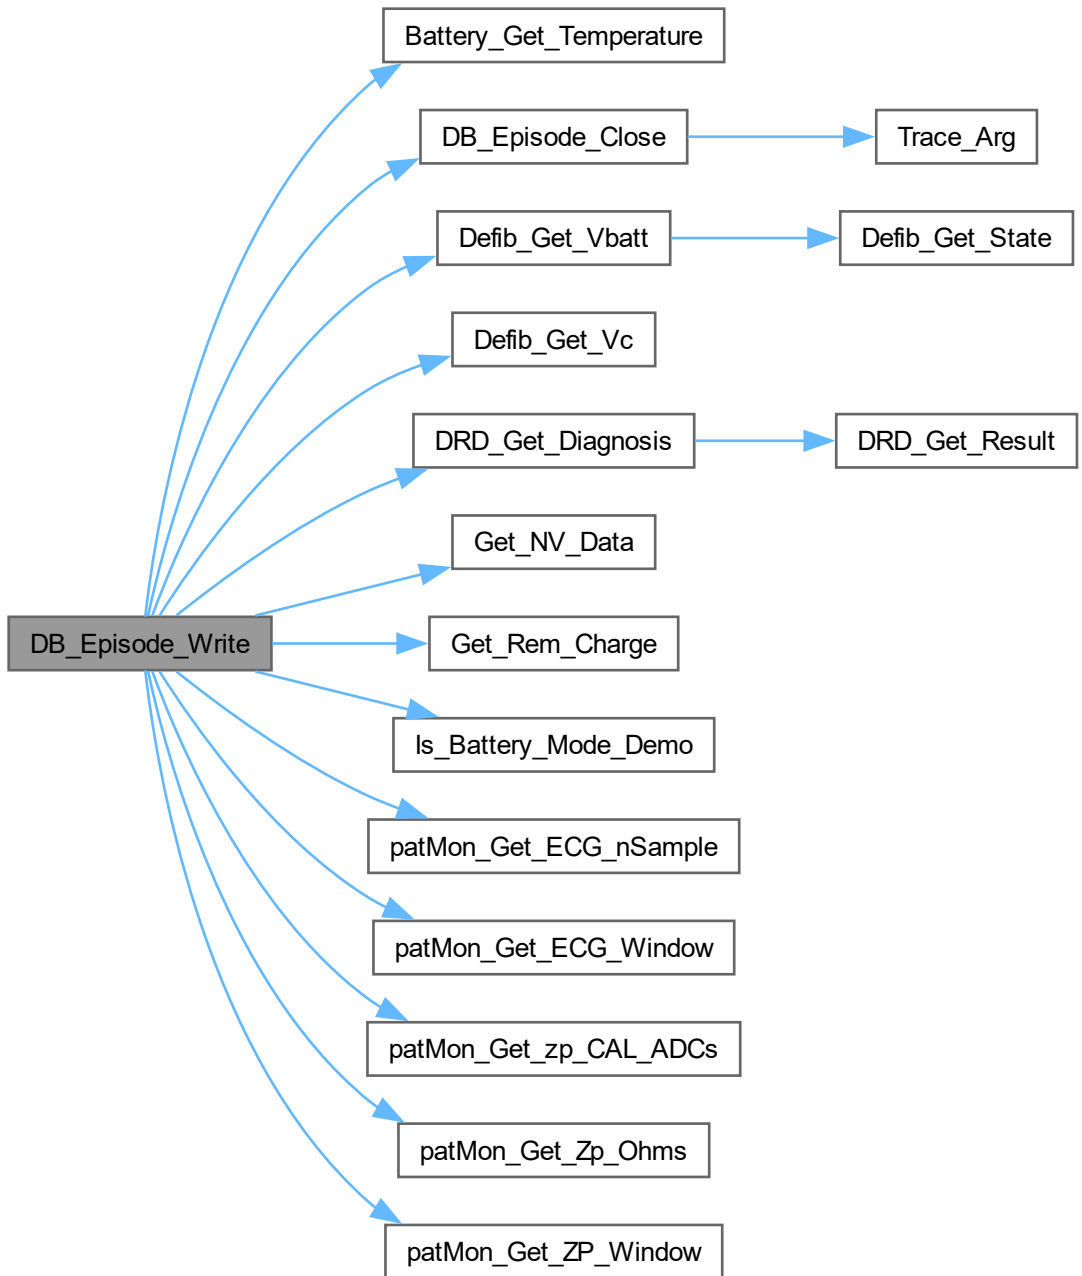 Battery_Get_Temperature
DB_Episode_Close
Trace_Arg
Defib_Get_Vbatt
Defib_Get_State
Defib_Get_Vc
DRD_Get_Diagnosis
DRD_Get_Result
Get_NV_Data
DB_Episode_Write
Get_Rem_Charge
Is_Battery_Mode_Demo
patMon_Get_ECG_nSample
patMon_Get_ECG_Window
patMon_Get_zp_CAL_ADCs
patMon_Get_Zp_Ohms
patMon_Get_ZP_Window